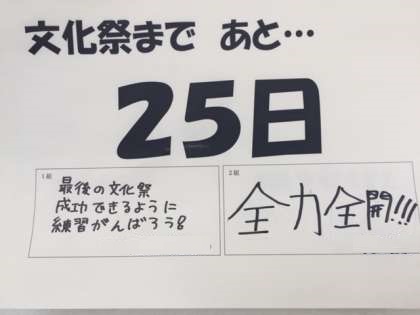 文化祭まで あと…
25日
1組
最後の文化祭
成功できるように
練習がんばろう!
2組
全力全開!!!